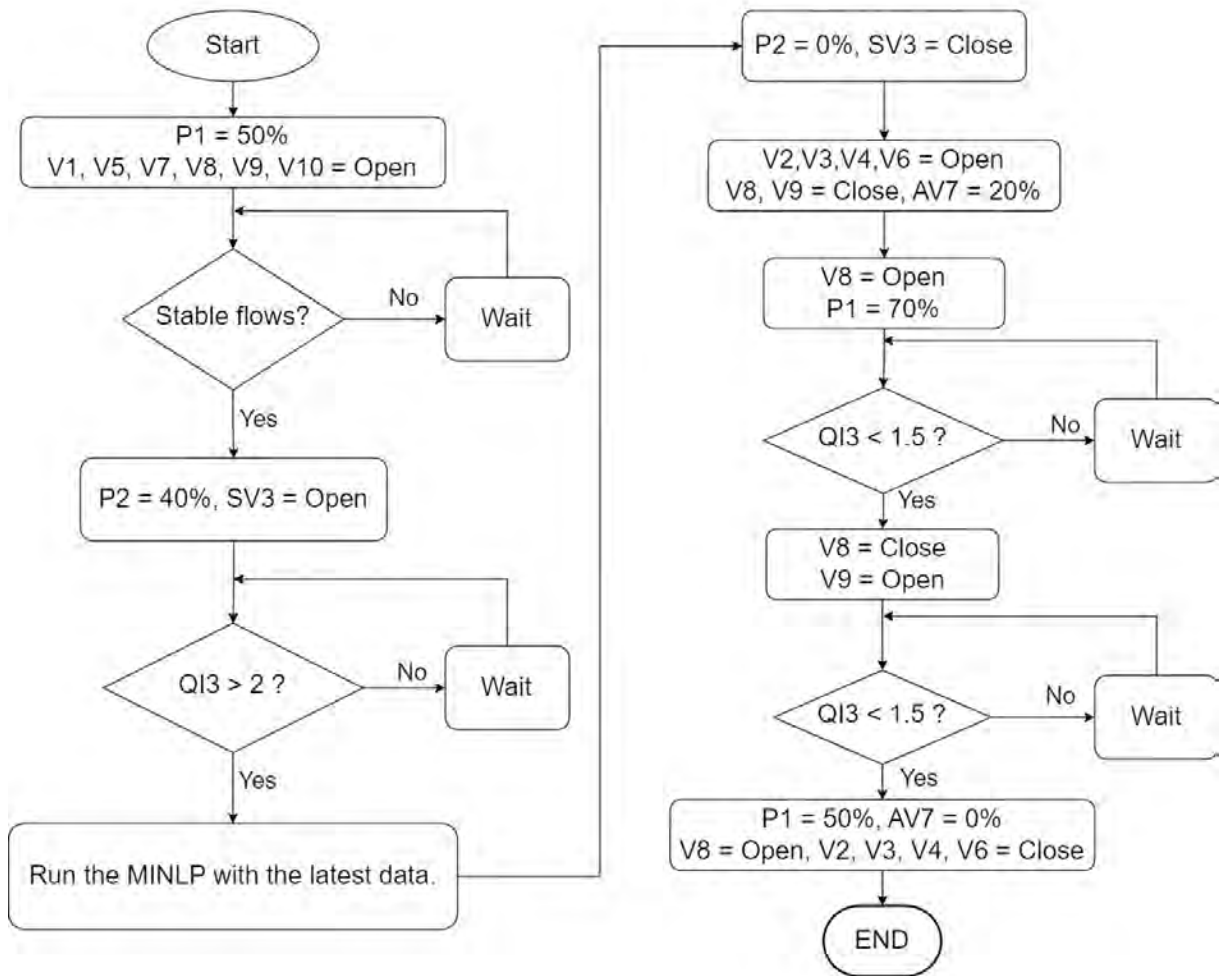 Start
P1 = 50%
V1, V5, V7, V8, V9, V10 = Open
Stable flows?
No
Wait
Yes
P2 = 40%, SV3 = Open
QI3 > 2 ?
No
Wait
Yes
Run the MINLP with the latest data.
P2 = 0%, SV3 = Close
V2,V3,V4,V6 = Open
V8, V9 = Close, AV7 = 20%
V8 = Open
P1 = 70%
QI3 < 1.5 ?
No
Wait
Yes
V8 = Close
V9 = Open
QI3 < 1.5 ?
No
Wait
Yes
P1 = 50%, AV7 = 0%
V8 = Open, V2, V3, V4, V6 = Close
END